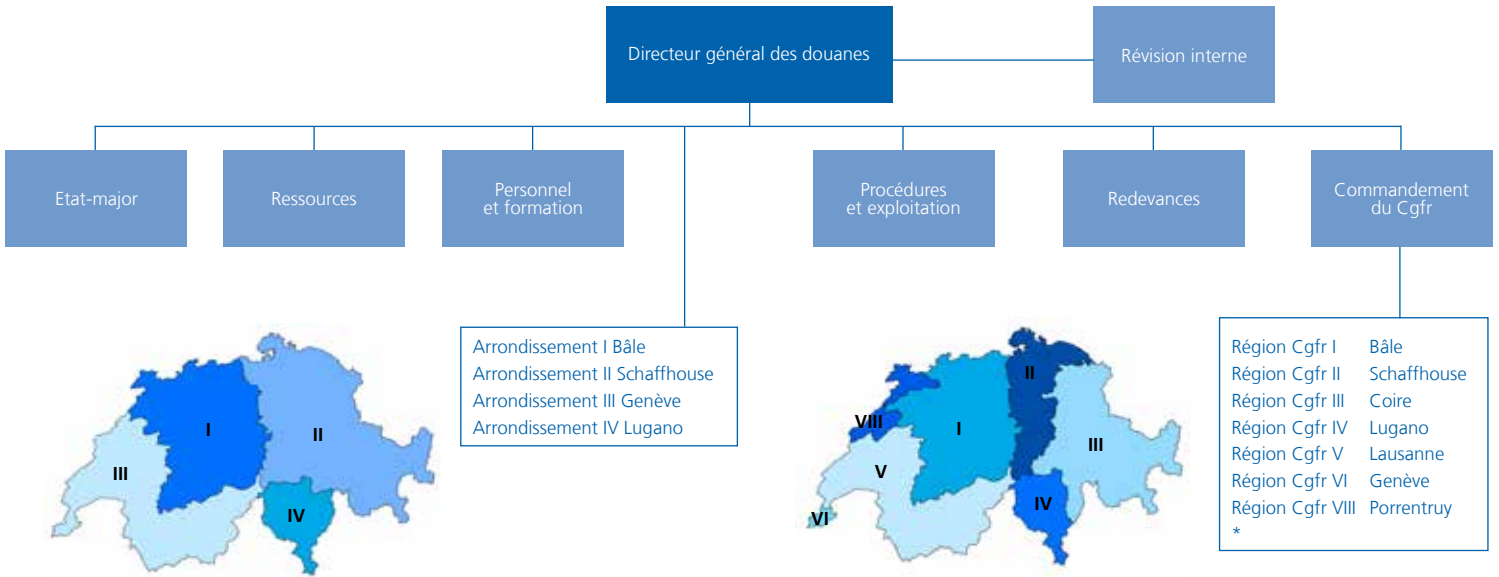 Directeur général des douanes
Révision interne
Etat-major
Ressources
Personnel
et formation
Procédures
et exploitation
Redevances
Commandement
du Cgfr
I
II
III
IV
Arrondissement I Bâle
Arrondissement II Schaffhouse
Arrondissement III Genève
Arrondissement IV Lugano
II
VIII
I
III
V
IV
VI
Région Cgfr I Bâle
Région Cgfr II Schaffhouse
Région Cgfr III Coire
Région Cgfr IV Lugano
Région Cgfr V Lausanne
Région Cgfr VI Genève
Région Cgfr VIII Porrentruy
*